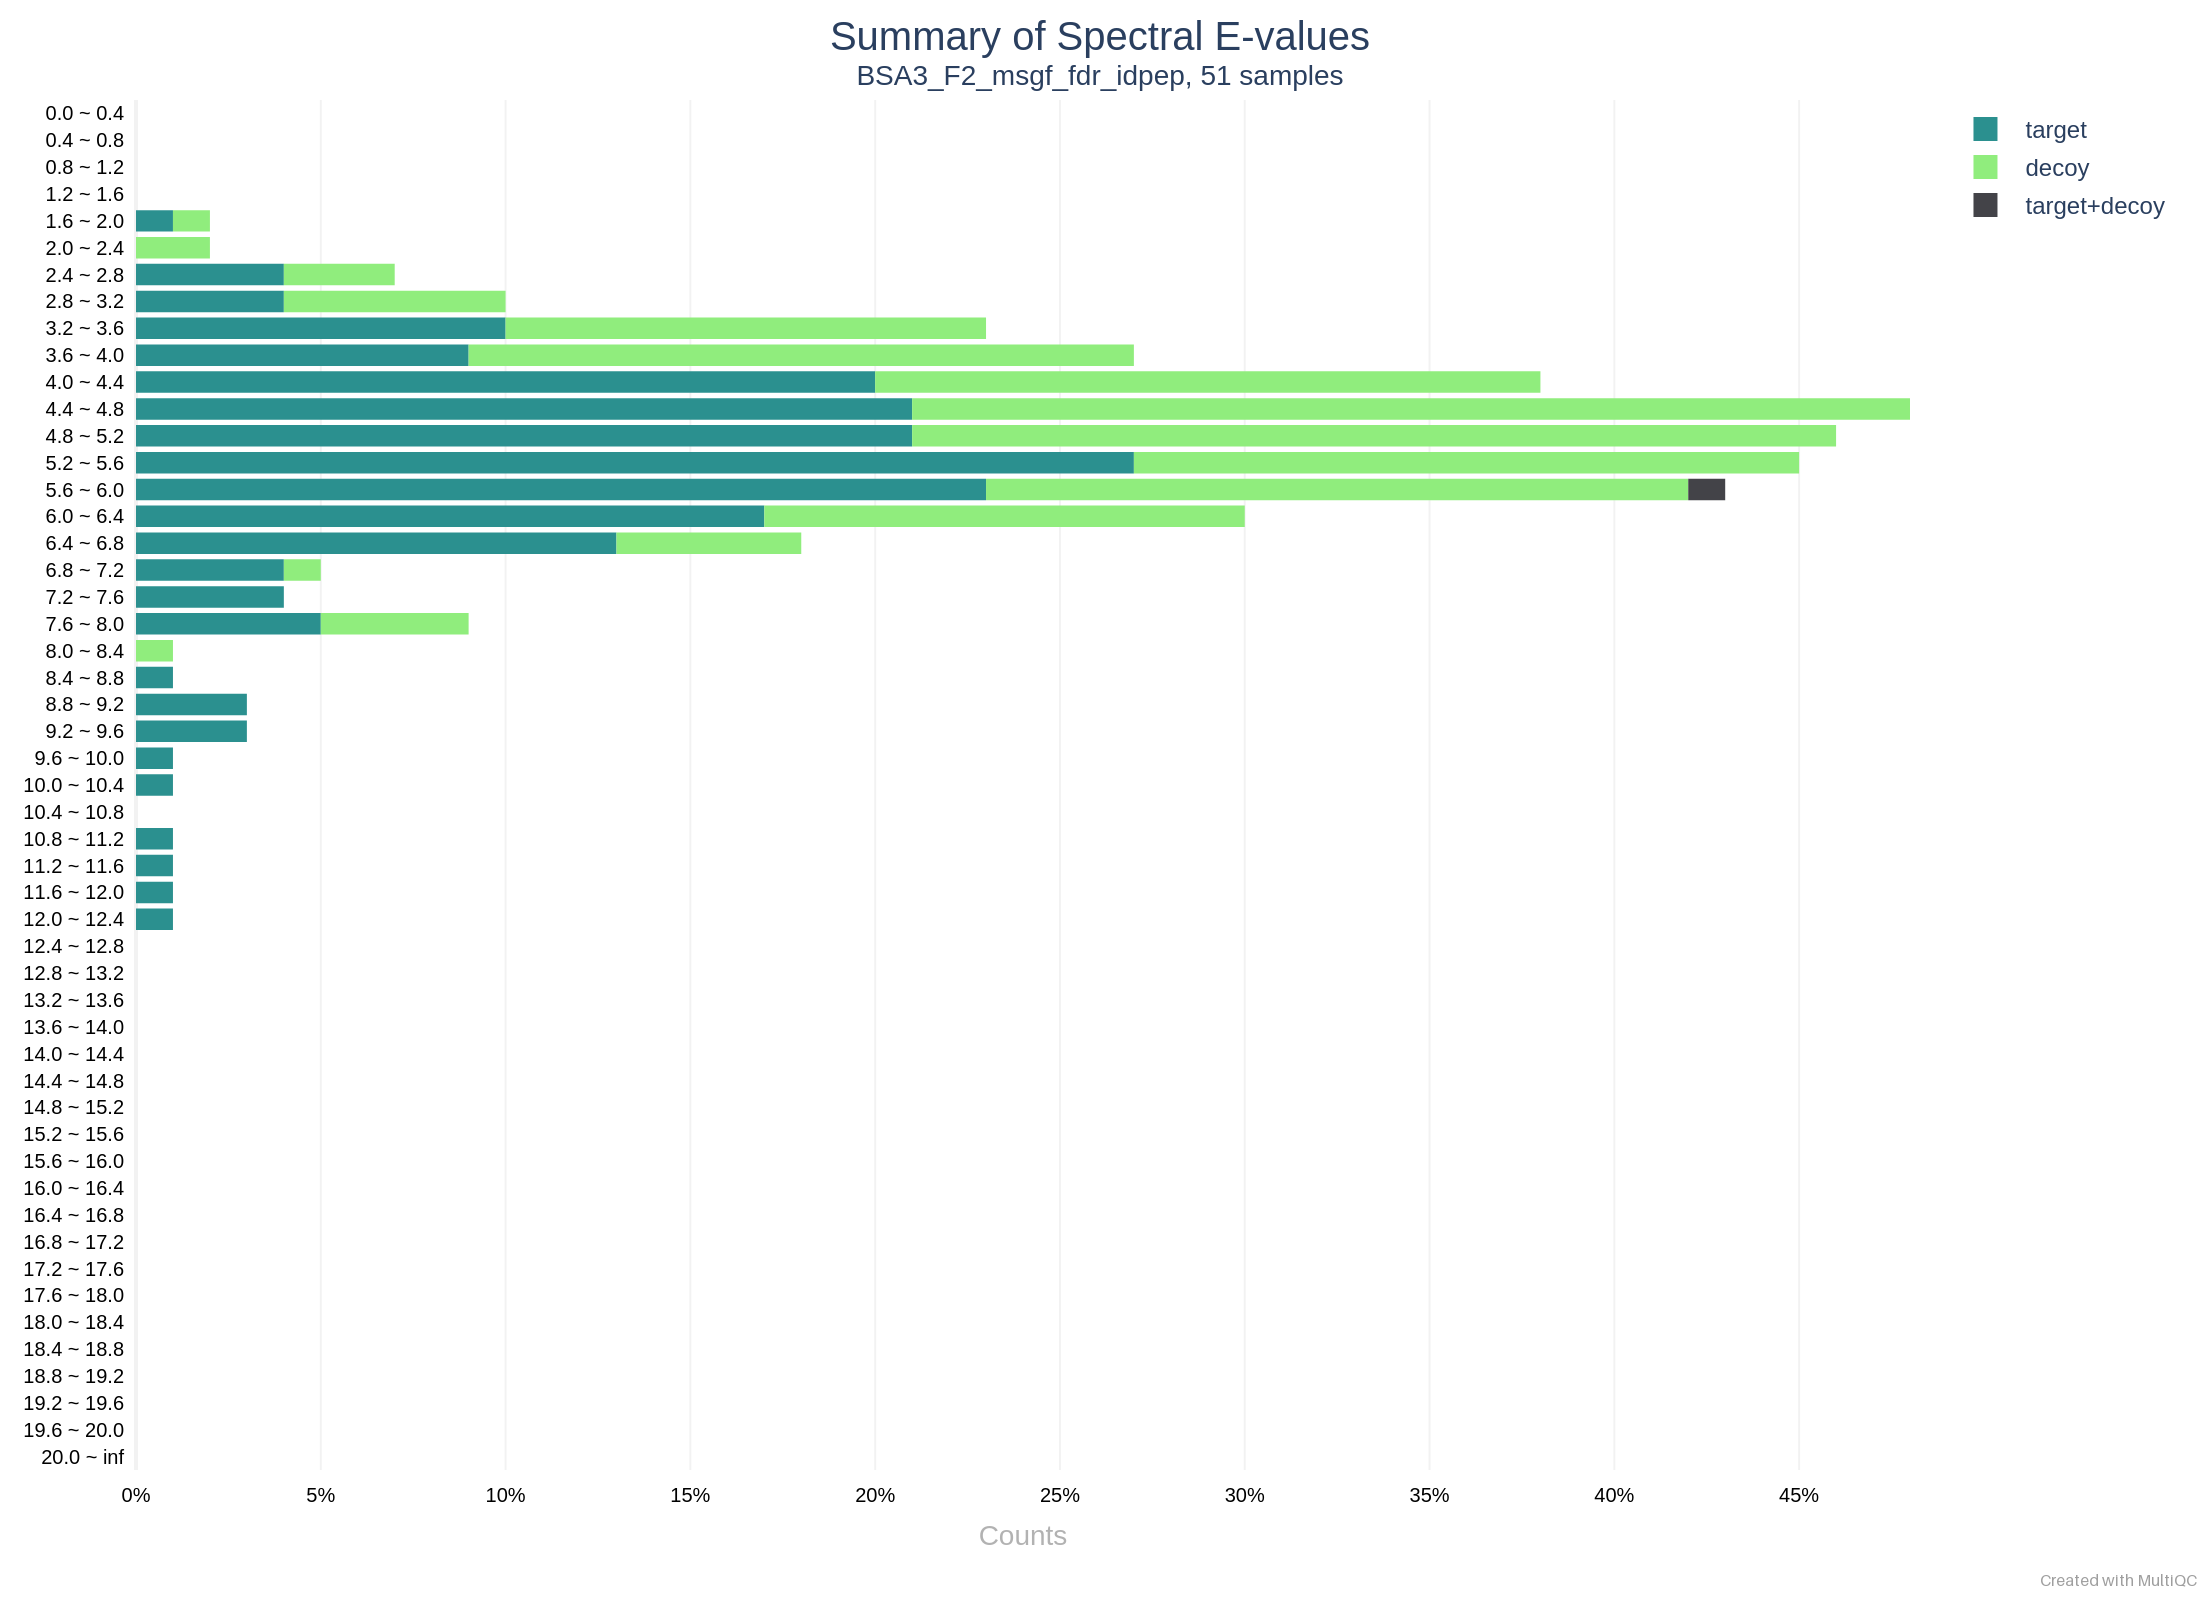 Summary of Spectral E-values
BSA3_F2_msgf_fdr_idpep, 51 samples
target
decoy
target+decoy
0.0 ~ 0.4
0.4 ~ 0.8
0.8 ~ 1.2
1.2 ~ 1.6
1.6 ~ 2.0
2.0 ~ 2.4
2.4 ~ 2.8
2.8 ~ 3.2
3.2 ~ 3.6
3.6 ~ 4.0
4.0 ~ 4.4
4.4 ~ 4.8
4.8 ~ 5.2
5.2 ~ 5.6
5.6 ~ 6.0
6.0 ~ 6.4
6.4 ~ 6.8
6.8 ~ 7.2
7.2 ~ 7.6
7.6 ~ 8.0
8.0 ~ 8.4
8.4 ~ 8.8
8.8 ~ 9.2
9.2 ~ 9.6
9.6 ~ 10.0
10.0 ~ 10.4
10.4 ~ 10.8
10.8 ~ 11.2
11.2 ~ 11.6
11.6 ~ 12.0
12.0 ~ 12.4
12.4 ~ 12.8
12.8 ~ 13.2
13.2 ~ 13.6
13.6 ~ 14.0
14.0 ~ 14.4
14.4 ~ 14.8
14.8 ~ 15.2
15.2 ~ 15.6
15.6 ~ 16.0
16.0 ~ 16.4
16.4 ~ 16.8
16.8 ~ 17.2
17.2 ~ 17.6
17.6 ~ 18.0
18.0 ~ 18.4
18.4 ~ 18.8
18.8 ~ 19.2
19.2 ~ 19.6
19.6 ~ 20.0
20.0 ~ inf
0% 5% 10% 15% 20% 25% 30% 35% 40% 45%
Counts
Created with MultiQC